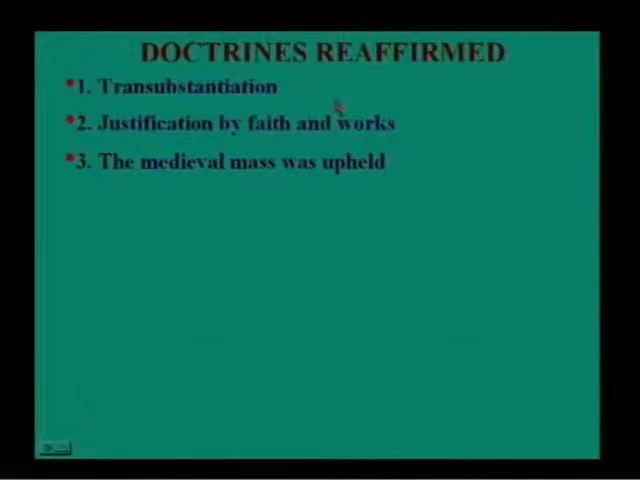 DOCTRINES REAFFIRMED
•1. Transubstantiation
•2. Justification by faith and works
•3. The medieval mass was upheld